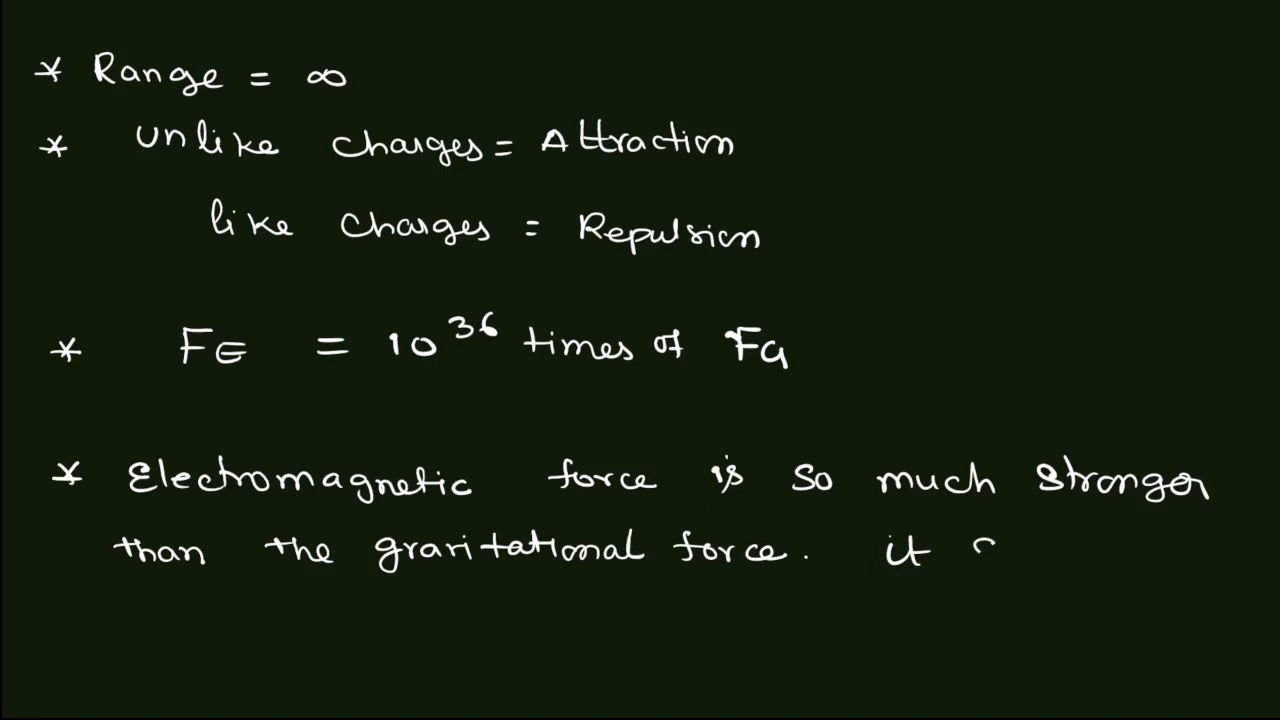 * Range = ∞
* unlike charges = Attraction
like charges = Repulsion
* FE = 10^36 times of FG
* Electromagnetic force is so much stronger
than the gravitational force. it